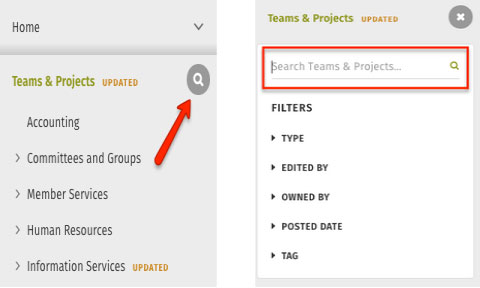 Home
Teams & Projects UPDATED
Accounting
Committees and Groups
Member Services
Human Resources
Information Services UPDATED
Teams & Projects UPDATED
Search Teams & Projects...
FILTERS
TYPE
EDITED BY
OWNED BY
POSTED DATE
TAG